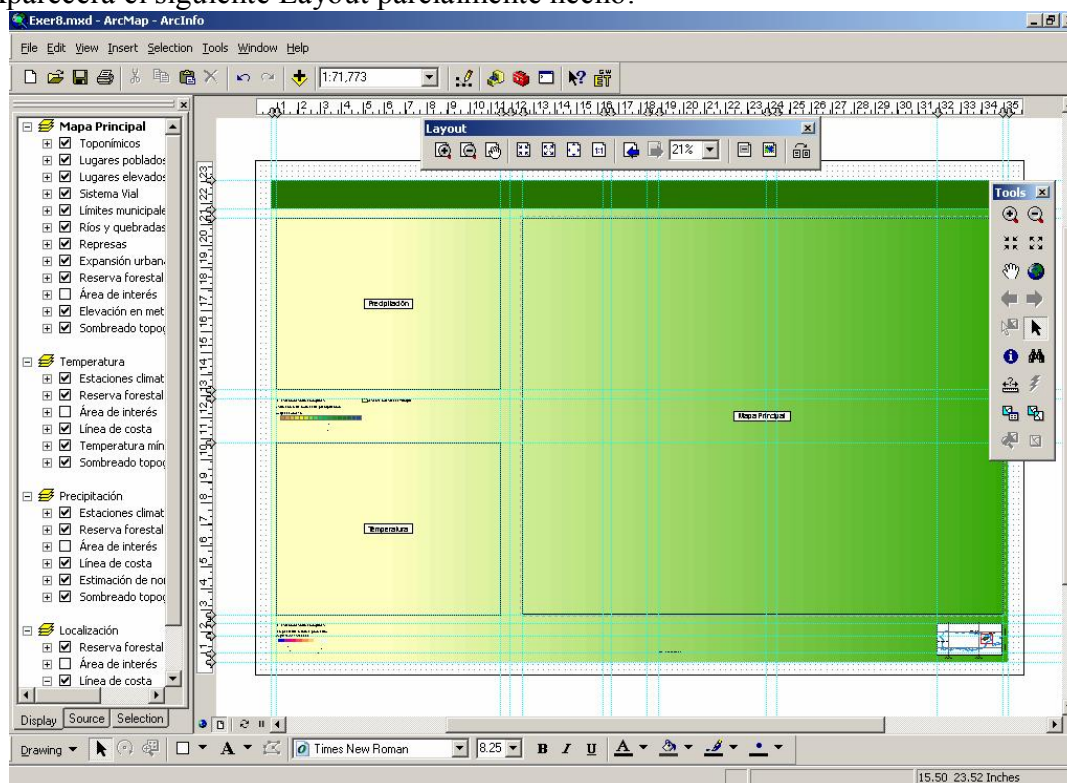 aparecerá el siguiente Layout parcialmente hecho:
Exer8.mxd - ArcMap - ArcInfo
File Edit View Insert Selection Tools Window Help
1:71,773
Layout
21%
Tools
Mapa Principal
Toponímicos
Lugares poblados
Lugares elevados
Sistema Vial
Límites municipale
Ríos y quebradas
Represas
Expansión urban
Reserva forestal
Área de interés
Elevación en met
Sombreado topog
Temperatura
Estaciones climat
Reserva forestal
Área de interés
Línea de costa
Temperatura mín
Sombreado topog
Precipitación
Estaciones climat
Reserva forestal
Área de interés
Línea de costa
Estimación de nor
Sombreado topog
Localización
Reserva forestal
Área de interés
Línea de costa
Precipitación
Mapa Principal
Temperatura
Display Source Selection
Drawing A Times New Roman 8.25 B I U A
15.50 23.52 Inches